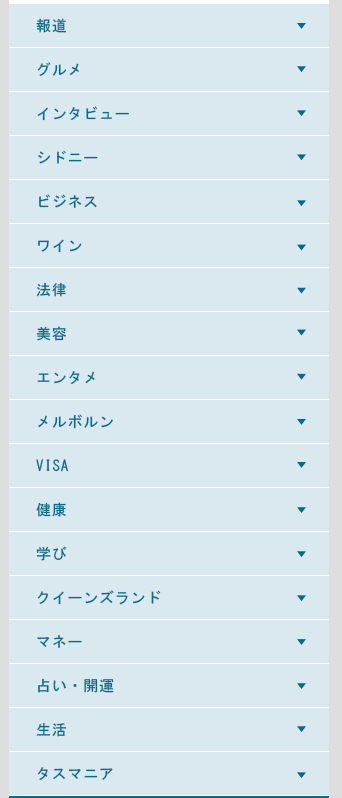 報道
グルメ
インタビュー
シドニー
ビジネス
ワイン
法律
美容
エンタメ
メルボルン
VISA
健康
学び
クイーンズランド
マネー
占い・開運
生活
タスマニア